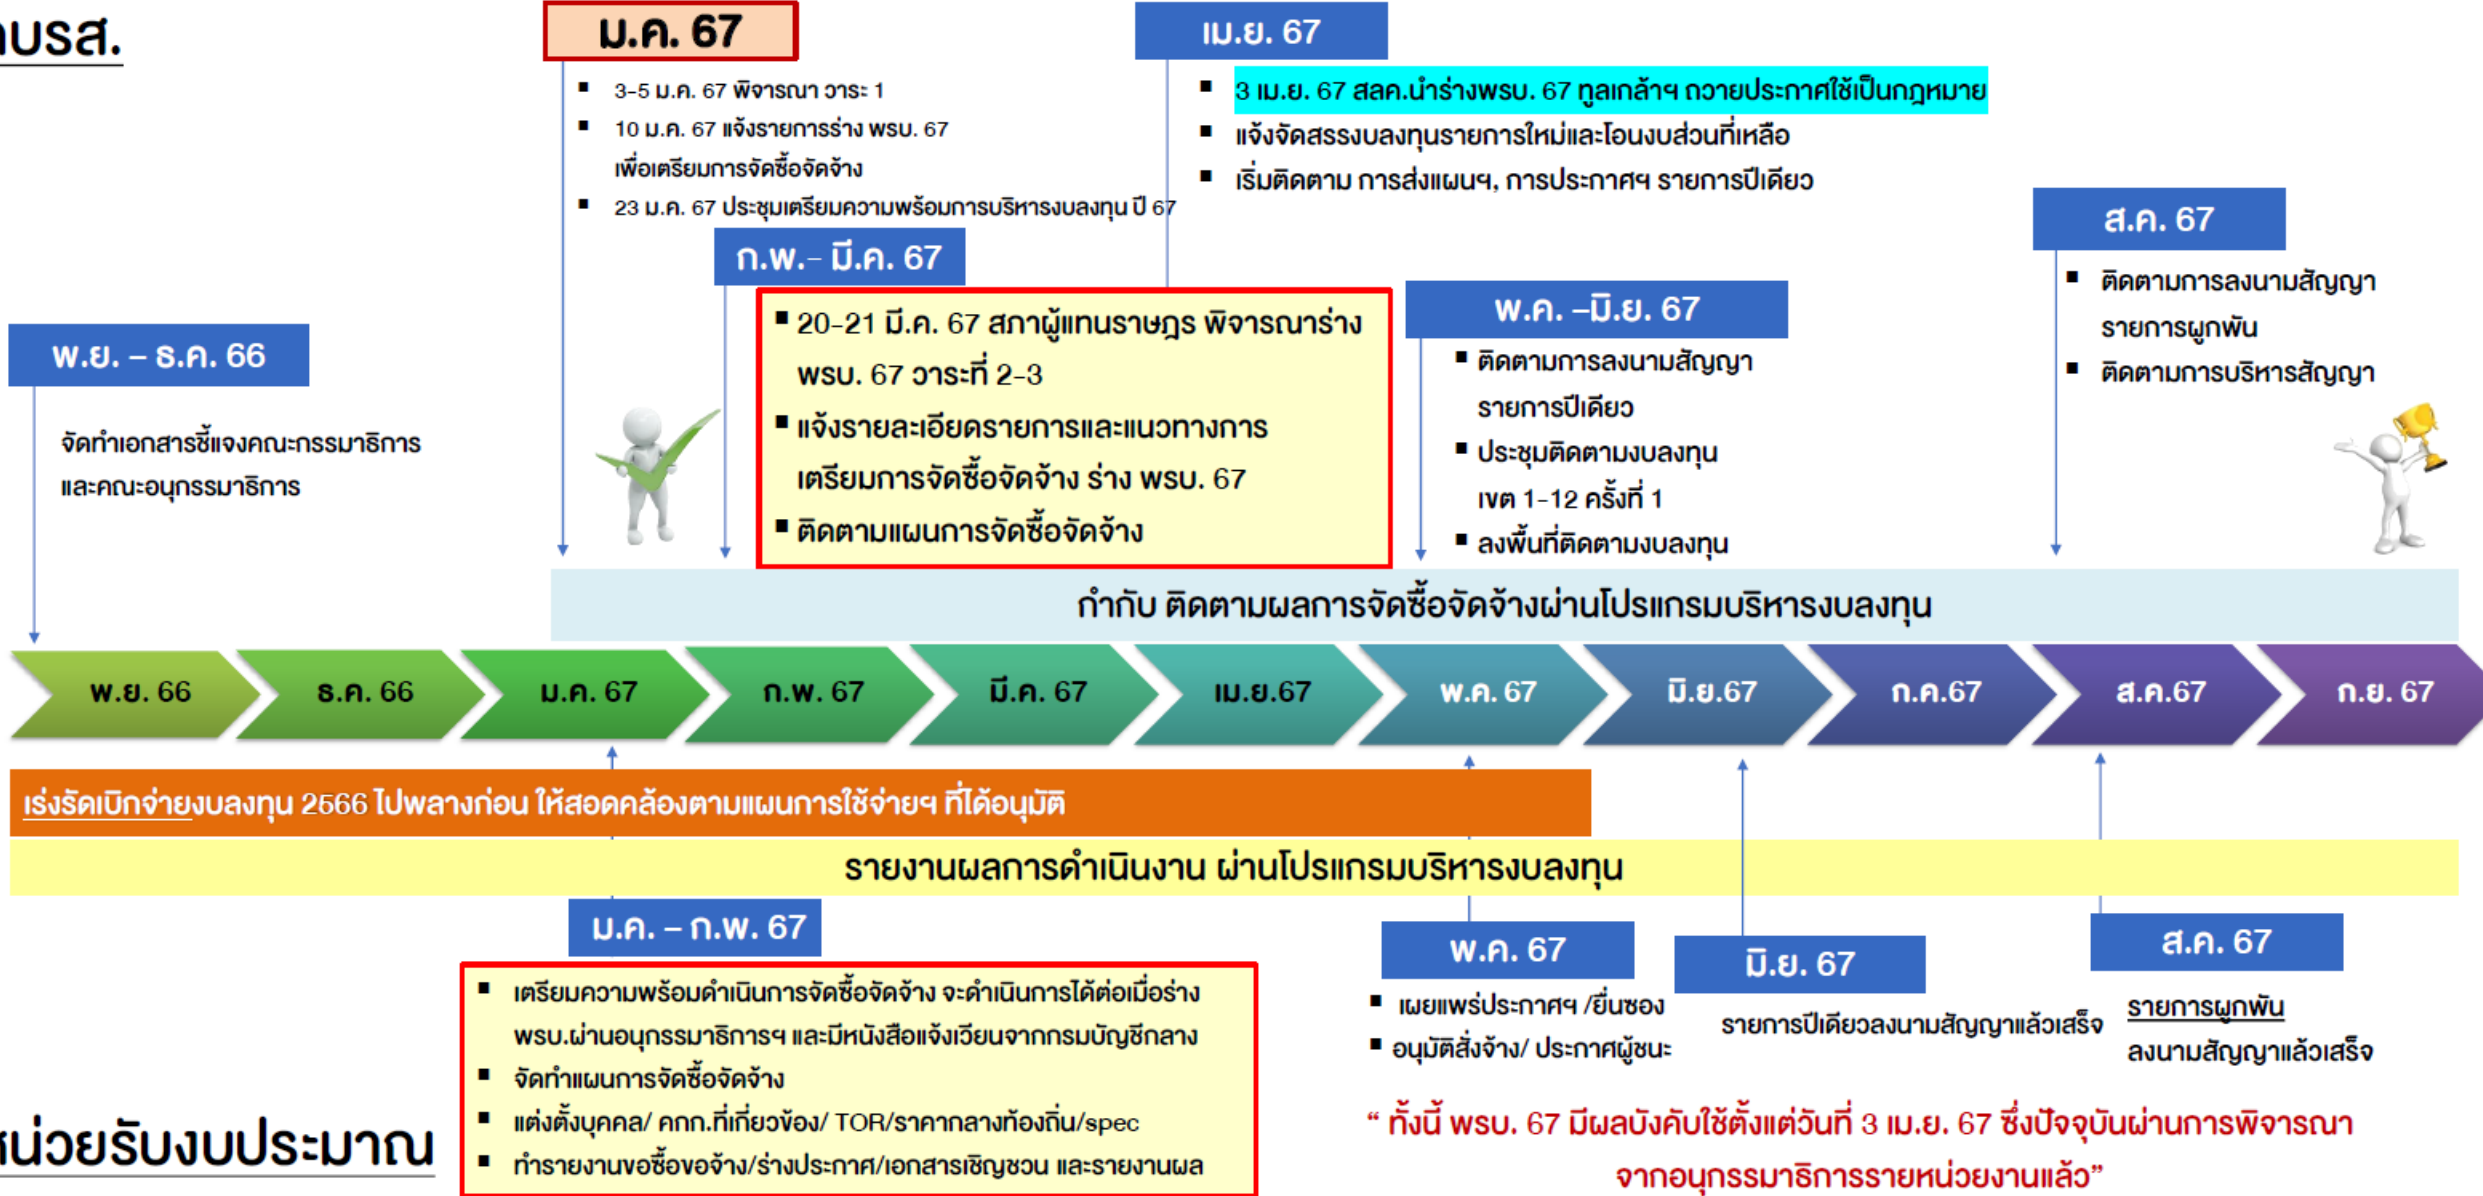 บรส.
ม.ค. 67
▪ 3-5 ม.ค. 67 พิจารณา วาระ 1
▪ 10 ม.ค. 67 แจ้งรายการร่าง พรบ. 67
เพื่อเตรียมการจัดซื้อจัดจ้าง
▪ 23 ม.ค. 67 ประชุมเตรียมความพร้อมการบริหารงบลงทุน ปี 67
เม.ย. 67
▪ 3 เม.ย. 67 สลค.นำร่างพรบ. 67 ทูลเกล้าฯ ถวายประกาศใช้เป็นกฎหมาย
▪ แจ้งจัดสรรงบลงทุนรายการใหม่และโอนงบส่วนที่เหลือ
▪ เริ่มติดตาม การส่งแผนฯ, การประกาศฯ รายการปีเดียว
ก.พ.- มี.ค. 67
▪ 20-21 มี.ค. 67 สภาผู้แทนราษฎร พิจารณาร่าง
พรบ. 67 วาระที่ 2-3
▪ แจ้งรายละเอียดรายการและแนวทางการ
เตรียมการจัดซื้อจัดจ้าง ร่าง พรบ. 67
▪ ติดตามแผนการจัดซื้อจัดจ้าง
พ.ค. –มิ.ย. 67
▪ ติดตามการลงนามสัญญา
รายการปีเดียว
▪ ประชุมติดตามงบลงทุน
เขต 1-12 ครั้งที่ 1
▪ ลงพื้นที่ติดตามงบลงทุน
ส.ค. 67
▪ ติดตามการลงนามสัญญา
รายการผูกพัน
▪ ติดตามการบริหารสัญญา
พ.ย. – ธ.ค. 66
จัดทำเอกสารชี้แจงคณะกรรมาธิการ
และคณะอนุกรรมาธิการ
กำกับ ติดตามผลการจัดซื้อจัดจ้างผ่านโปรแกรมบริหารงบลงทุน
พ.ย. 66
ธ.ค. 66
ม.ค. 67
ก.พ. 67
มี.ค. 67
เม.ย.67
พ.ค. 67
มิ.ย.67
ก.ค.67
ส.ค.67
ก.ย. 67
เร่งรัดเบิกจ่ายงบลงทุน 2566 ไปพลางก่อน ให้สอดคล้องตามแผนการใช้จ่ายฯ ที่ได้อนุมัติ
รายงานผลการดำเนินงาน ผ่านโปรแกรมบริหารงบลงทุน
ม.ค. – ก.พ. 67
▪ เตรียมความพร้อมดำเนินการจัดซื้อจัดจ้าง จะดำเนินการได้ต่อเมื่อร่าง
พรบ.ผ่านอนุกรรมาธิการฯ และมีหนังสือแจ้งเวียนจากกรมบัญชีกลาง
▪ จัดทำแผนการจัดซื้อจัดจ้าง
▪ แต่งตั้งบุคคล/ คกก.ที่เกี่ยวข้อง/ TOR/ราคากลางท้องถิ่น/spec
▪ ทำรายงานขอซื้อขอจ้าง/ร่างประกาศ/เอกสารเชิญชวน และรายงานผล
พ.ค. 67
▪ เผยแพร่ประกาศฯ /ยื่นซอง
▪ อนุมัติสั่งจ้าง/ ประกาศผู้ชนะ
มิ.ย. 67
รายการปีเดียวลงนามสัญญาแล้วเสร็จ
ส.ค. 67
รายการผูกพัน
ลงนามสัญญาแล้วเสร็จ
น่วยรับงบประมาณ
“ ทั้งนี้ พรบ. 67 มีผลบังคับใช้ตั้งแต่วันที่ 3 เม.ย. 67 ซึ่งปัจจุบันผ่านการพิจารณา
จากอนุกรรมาธิการรายหน่วยงานแล้ว”